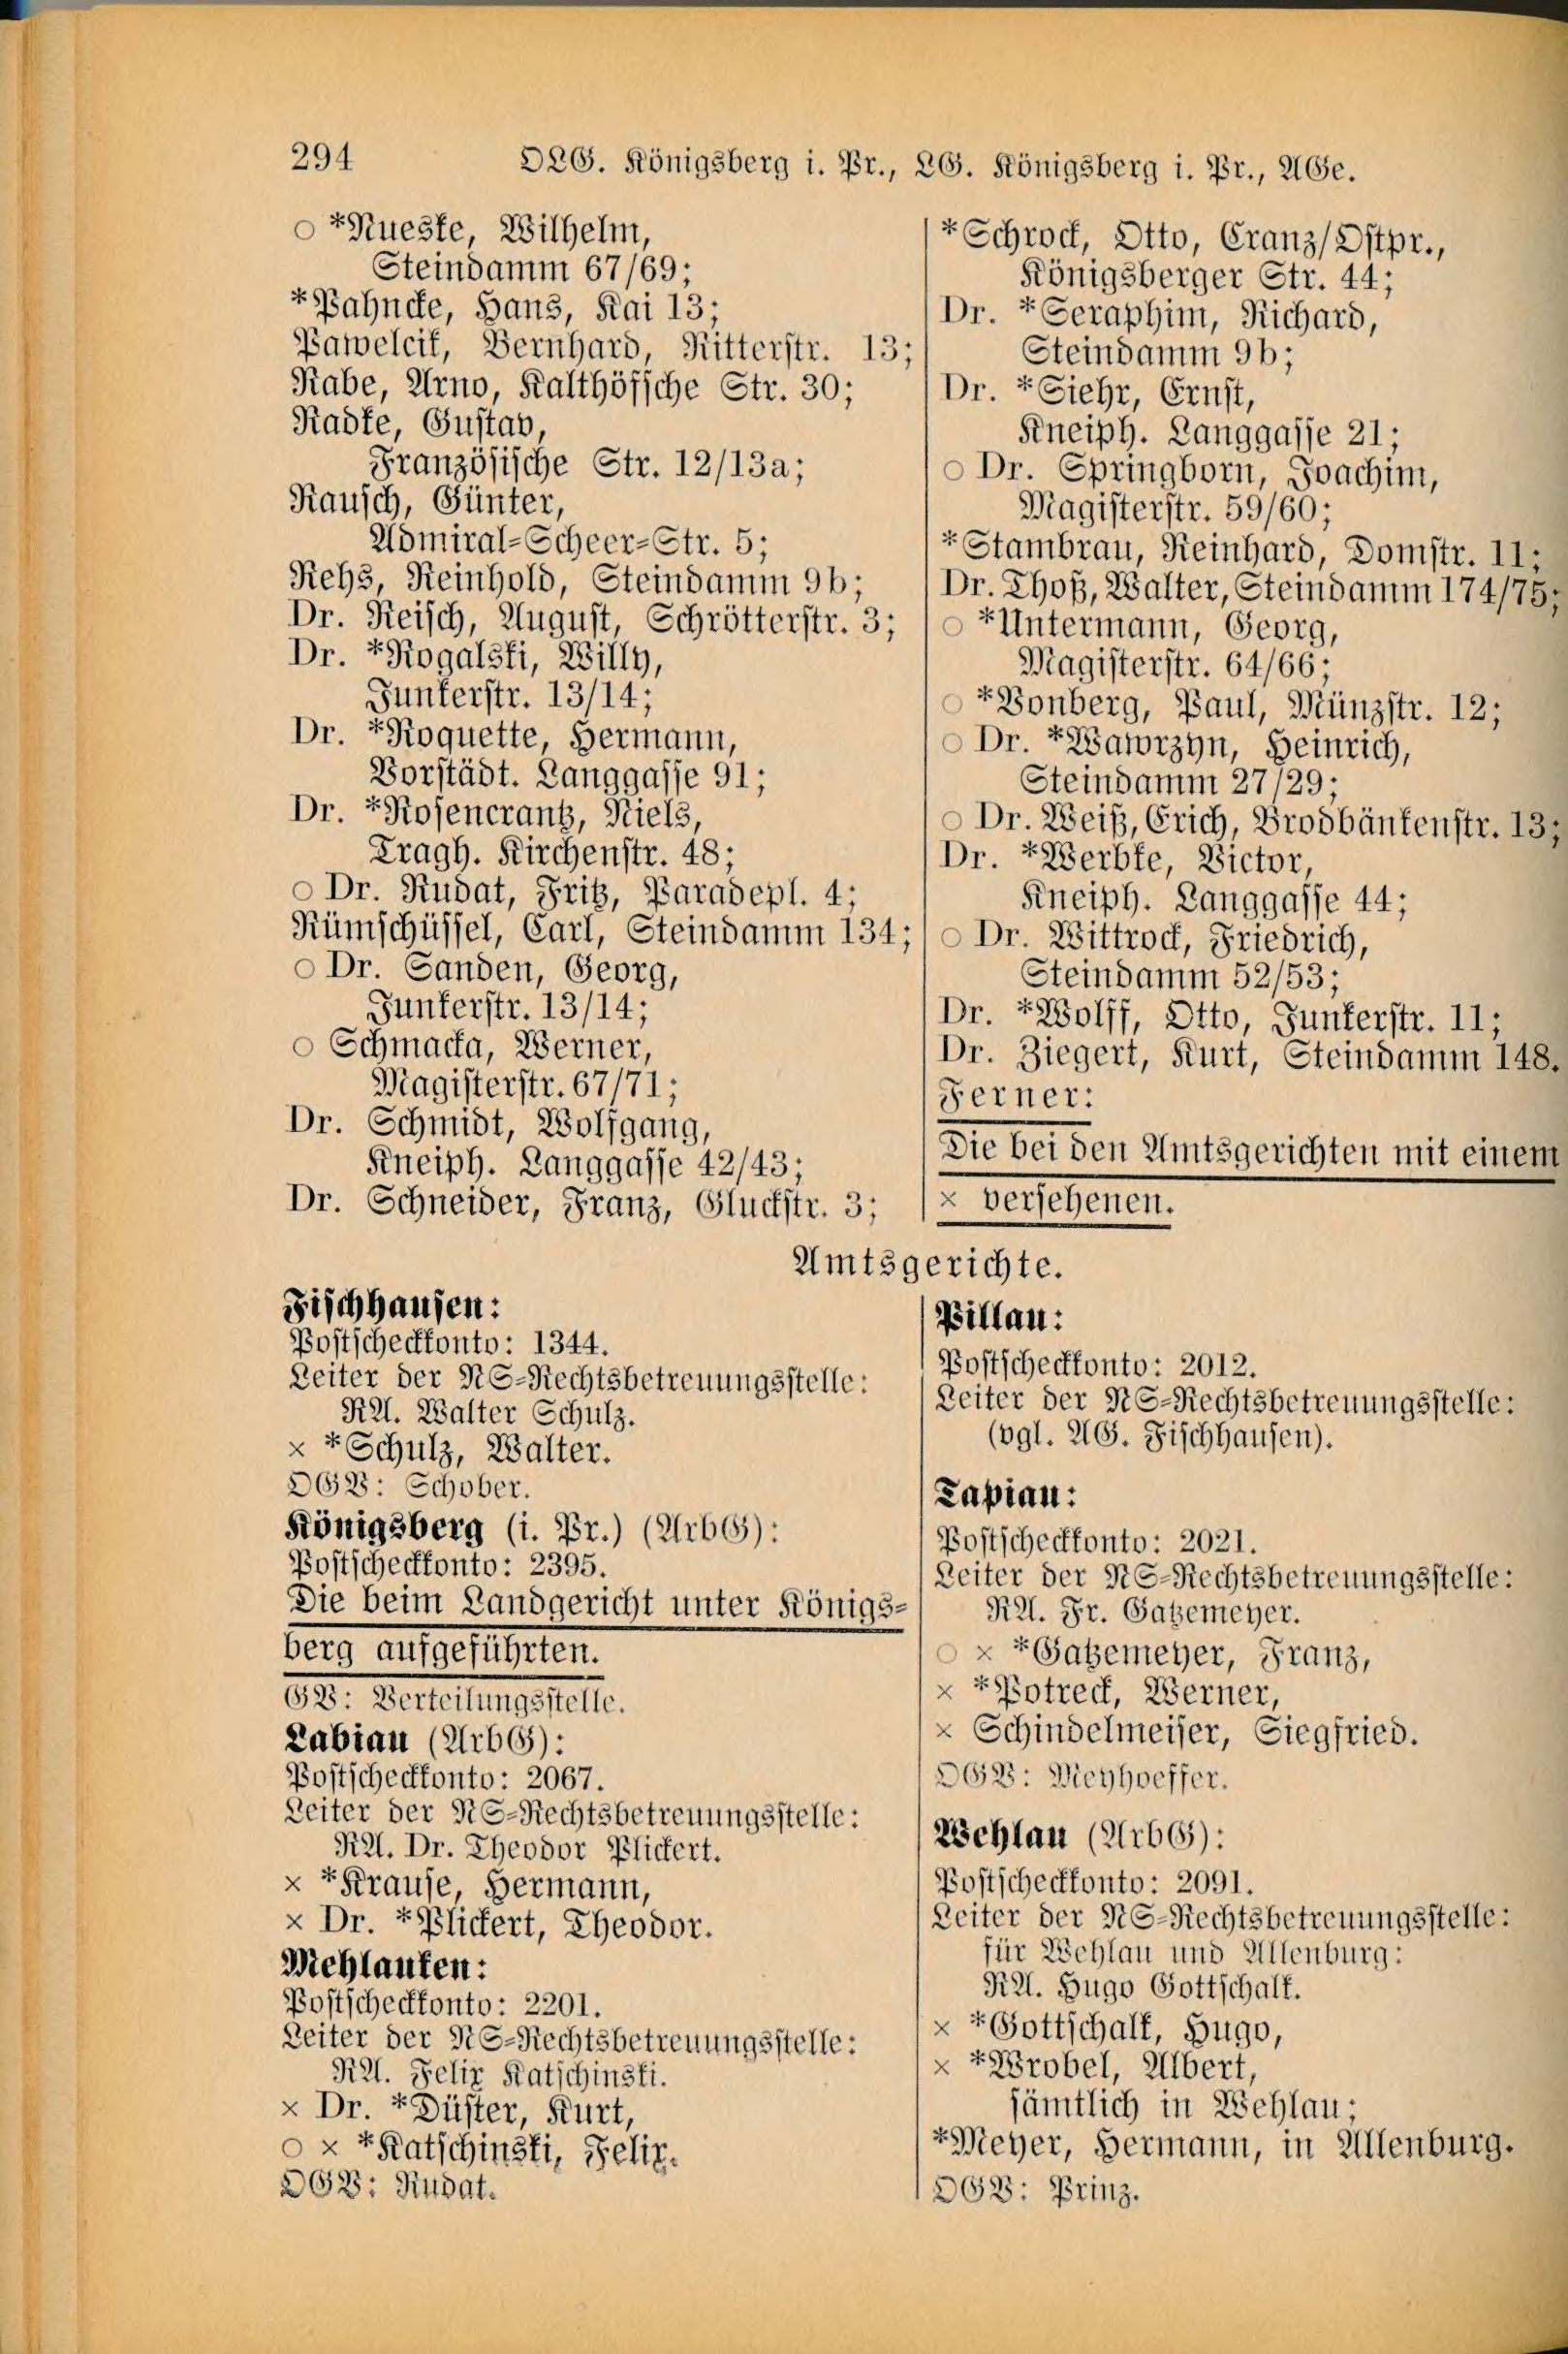 294
OLG. Königsberg i. Pr., LG. Königsberg i. Pr., AGe.
○ *Nueske, Wilhelm,
Steindamm 67/69;
*Pahncke, Hans, Kai 13;
Pawelcik, Bernhard, Ritterstr. 13;
Rabe, Arno, Kalthöfsche Str. 30;
Radke, Gustav,
Französische Str. 12/13a;
Rausch, Günter,
Admiral-Scheer-Str. 5;
Rehs, Reinhold, Steindamm 9b;
Dr. Reisch, August, Schrötterstr. 3;
Dr. *Rogalski, Willy,
Junkerstr. 13/14;
Dr. *Roquette, Hermann,
Vorstädt. Langgasse 91;
Dr. *Rosencrantz, Niels,
Tragh. Kirchenstr. 48;
○ Dr. Rudat, Fritz, Paradepl. 4;
Rümschüssel, Carl, Steindamm 134;
○ Dr. Sanden, Georg,
Junkerstr. 13/14;
○ Schmacka, Werner,
Magisterstr. 67/71;
Dr. Schmidt, Wolfgang,
Kneiph. Langgasse 42/43;
Dr. Schneider, Franz, Gluckstr. 3;
*Schrock, Otto, Cranz/Ostpr.,
Königsberger Str. 44;
Dr. *Seraphim, Richard,
Steindamm 9b;
Dr. *Siehr, Ernst,
Kneiph. Langgasse 21;
○ Dr. Springborn, Joachim,
Magisterstr. 59/60;
*Stambrau, Reinhard, Domstr. 11;
Dr. Thoß, Walter, Steindamm 174/75;
○ *Untermann, Georg,
Magisterstr. 64/66;
○ *Vonberg, Paul, Münzstr. 12;
○ Dr. *Wawrzyn, Heinrich,
Steindamm 27/29;
○ Dr. Weiß, Erich, Brodbänkenstr. 13;
Dr. *Werbke, Victor,
Kneiph. Langgasse 44;
○ Dr. Wittrock, Friedrich,
Steindamm 52/53;
Dr. *Wolff, Otto, Junkerstr. 11;
Dr. Ziegert, Kurt, Steindamm 148.
Ferner:
Die bei den Amtsgerichten mit einem
× versehenen.
Amtsgerichte.
Fischhausen:
Postscheckkonto: 1344.
Leiter der NS-Rechtsbetreuungsstelle:
RA. Walter Schulz.
× *Schulz, Walter.
OGV: Schober.
Königsberg (i. Pr.) (ArbG):
Postscheckkonto: 2395.
Die beim Landgericht unter Königs-
berg aufgeführten.
GV: Verteilungsstelle.
Labiau (ArbG):
Postscheckkonto: 2067.
Leiter der NS-Rechtsbetreuungsstelle:
RA. Dr. Theodor Plickert.
× *Krause, Hermann,
× Dr. *Plickert, Theodor.
Mehlauken:
Postscheckkonto: 2201.
Leiter der NS-Rechtsbetreuungsstelle:
RA. Felix Katschinski.
× Dr. *Düster, Kurt,
○ × *Katschinski, Felix.
OGV: Rudat.
Pillau:
Postscheckkonto: 2012.
Leiter der NS-Rechtsbetreuungsstelle:
(vgl. AG. Fischhausen).
Tapiau:
Postscheckkonto: 2021.
Leiter der NS-Rechtsbetreuungsstelle:
RA. Fr. Gatzemeyer.
○ × *Gatzemeyer, Franz,
× *Potreck, Werner,
× Schindelmeiser, Siegfried.
OGV: Meyhoeffer.
Wehlau (ArbG):
Postscheckkonto: 2091.
Leiter der NS-Rechtsbetreuungsstelle:
für Wehlau und Allenburg:
RA. Hugo Gottschalk.
× *Gottschalk, Hugo,
× *Wrobel, Albert,
sämtlich in Wehlau;
*Meyer, Hermann, in Allenburg.
OGV: Prinz.